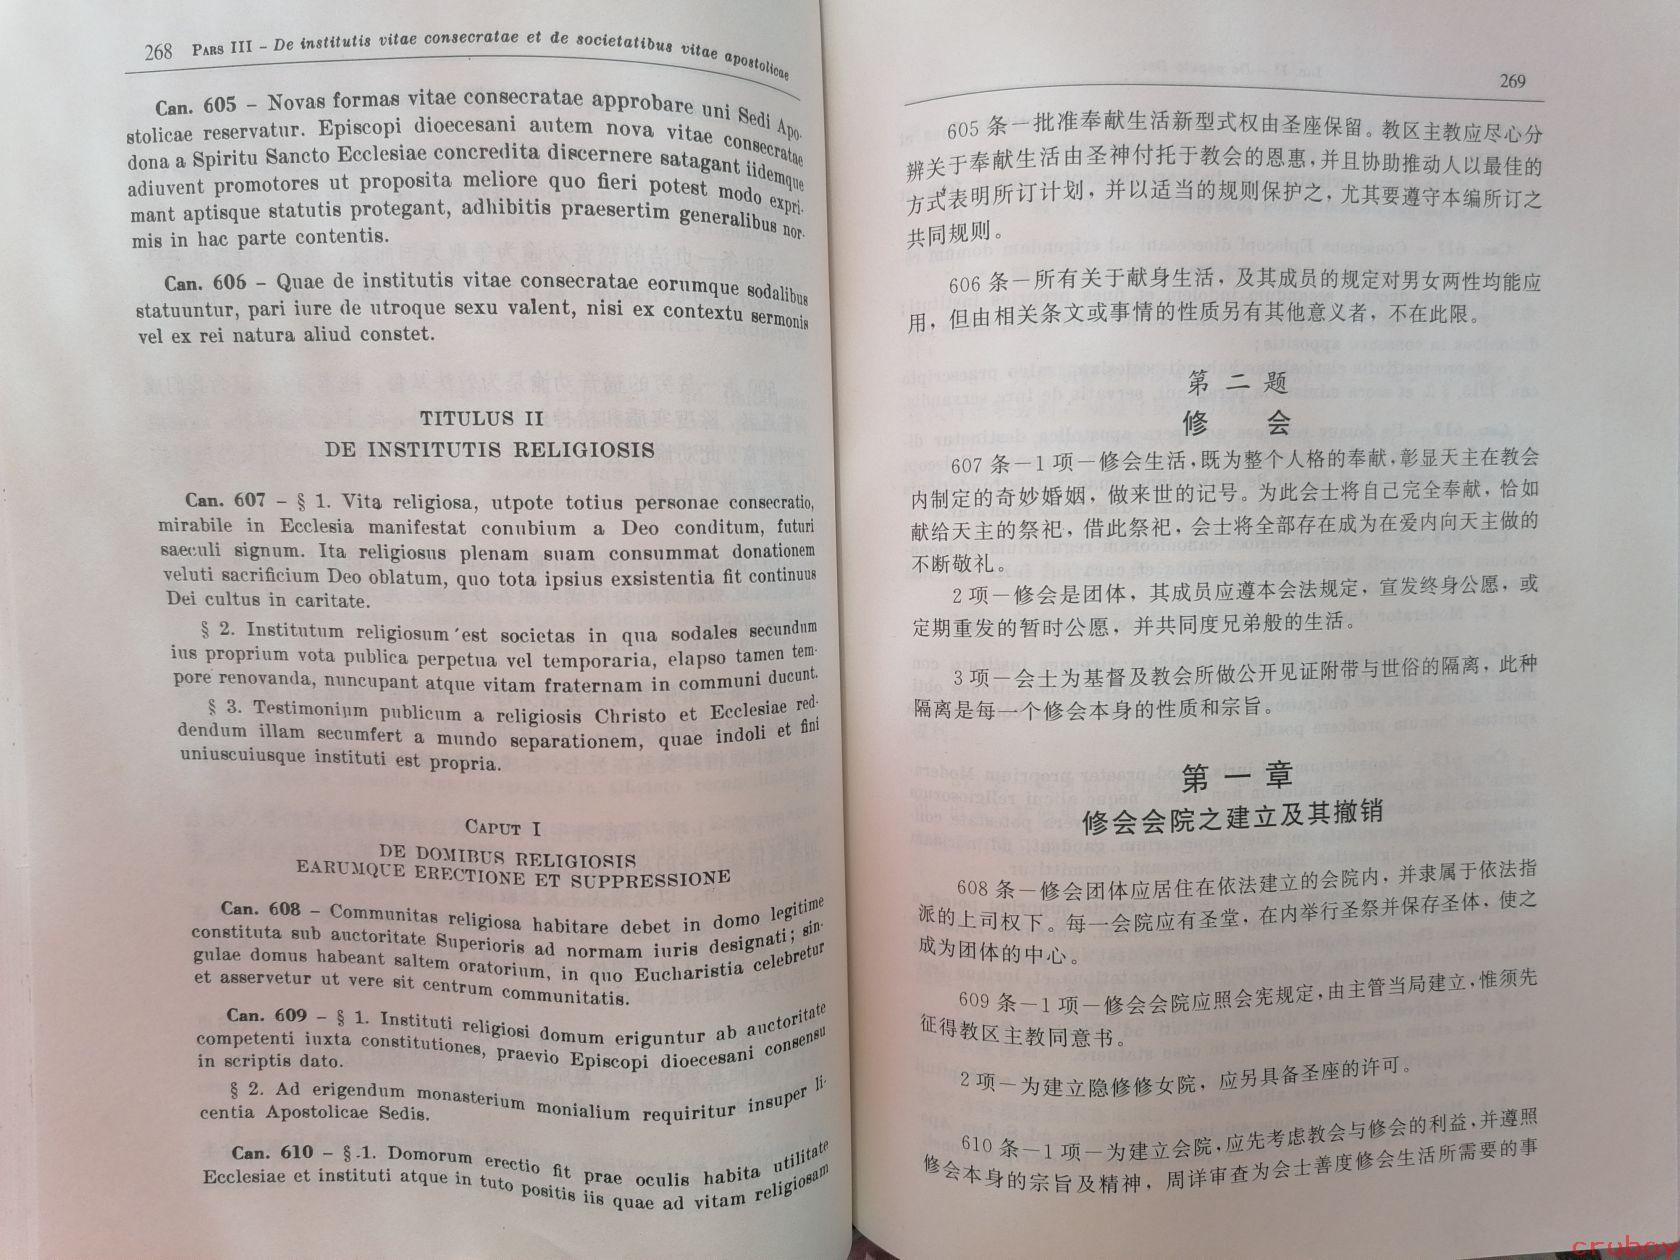 268 PARS III – De institutis vitae consecratae et de societatibus vitae apostolicae
Can. 605 – Novas formas vitae consecratae approbare uni Sedi Apo-
stolicae reservatur. Episcopi dioecesani autem nova vitae consecratae
dona a Spiritu Sancto Ecclesiae concredita discernere satagant iidemque
adiuvent promotores ut proposita meliore quo fieri potest modo expri-
mant aptisque statutis protegant, adhibitis praesertim generalibus nor-
mis in hac parte contentis.
Can. 606 – Quae de institutis vitae consecratae eorumque sodalibus
statuuntur, pari iure de utroque sexu valent, nisi ex contextu sermonis
vel ex rei natura aliud constet.
TITULUS II
DE INSTITUTIS RELIGIOSIS
Can. 607 – § 1. Vita religiosa, utpote totius personae consecratio,
mirabile in Ecclesia manifestat conubium a Deo conditum, futuri
saeculi signum. Ita religiosus plenam suam consummat donationem
veluti sacrificium Deo oblatum, quo tota ipsius exsistentia fit continuus
Dei cultus in caritate.
§ 2. Institutum religiosum est societas in qua sodales secundum
ius proprium vota publica perpetua vel temporaria, elapso tamen tem-
pore renovanda, nuncupant atque vitam fraternam in communi ducunt.
§ 3. Testimonium publicum a religiosis Christo et Ecclesiae red-
dendum illam secumfert a mundo separationem, quae indoli et fini
uniuscuiusque instituti est propria.
CAPUT I
DE DOMIBUS RELIGIOSIS
EARUMQUE ERECTIONE ET SUPPRESSIONE
Can. 608 – Communitas religiosa habitare debet in domo legitime
constituta sub auctoritate Superioris ad normam iuris designati; sin-
gulae domus habeant saltem oratorium, in quo Eucharistia celebretur
et asservetur ut vere sit centrum communitatis.
Can. 609 – § 1. Instituti religiosi domum eriguntur ab auctoritate
competenti iuxta constitutiones, praevio Episcopi dioecesani consensu
in scriptis dato.
§ 2. Ad erigendum monasterium monialium requiritur insuper li-
centia Apostolicae Sedis.
Can. 610 – § 1. Domorum erectio fit prae oculis habita utilitate
Ecclesiae et instituti atque in tuto positis iis quae ad vitam religiosam
269
605 条－批准奉献生活新型式权由圣座保留。教区主教应尽心分
辨关于奉献生活由圣神付托于教会的恩惠，并且协助推动人以最佳的
方式表明所订计划，并以适当的规则保护之，尤其要遵守本编所订之
共同规则。
606 条－所有关于献身生活，及其成员的规定对男女两性均能应
用，但由相关条文或事情的性质另有其他意义者，不在此限。
第 二 题
修 会
607 条－1 项－修会生活，既为整个人格的奉献，彰显天主在教会
内制定的奇妙婚姻，做来世的记号。为此会士将自己完全奉献，恰如
献给天主的祭祀，借此祭祀，会士将全部存在成为在爱内向天主做的
不断敬礼。
2 项－修会是团体，其成员应遵本会法规定，宣发终身公愿，或
定期重发的暂时公愿，并共同度兄弟般的生活。
3 项－会士为基督及教会所做公开见证附带与世俗的隔离，此种
隔离是每一个修会本身的性质和宗旨。
第 一 章
修会会院之建立及其撤销
608 条－修会团体应居住在依法建立的会院内，并隶属于依法指
派的上司权下。每一会院应有圣堂，在内举行圣祭并保存圣体，使之
成为团体的中心。
609 条－1 项－修会会院应照会宪规定，由主管当局建立，惟须先
征得教区主教同意书。
2 项－为建立隐修修女院，应另具备圣座的许可。
610 条－1 项－为建立会院，应先考虑教会与修会的利益，并遵照
修会本身的宗旨及精神，周详审查为会士善度修会生活所需要的事